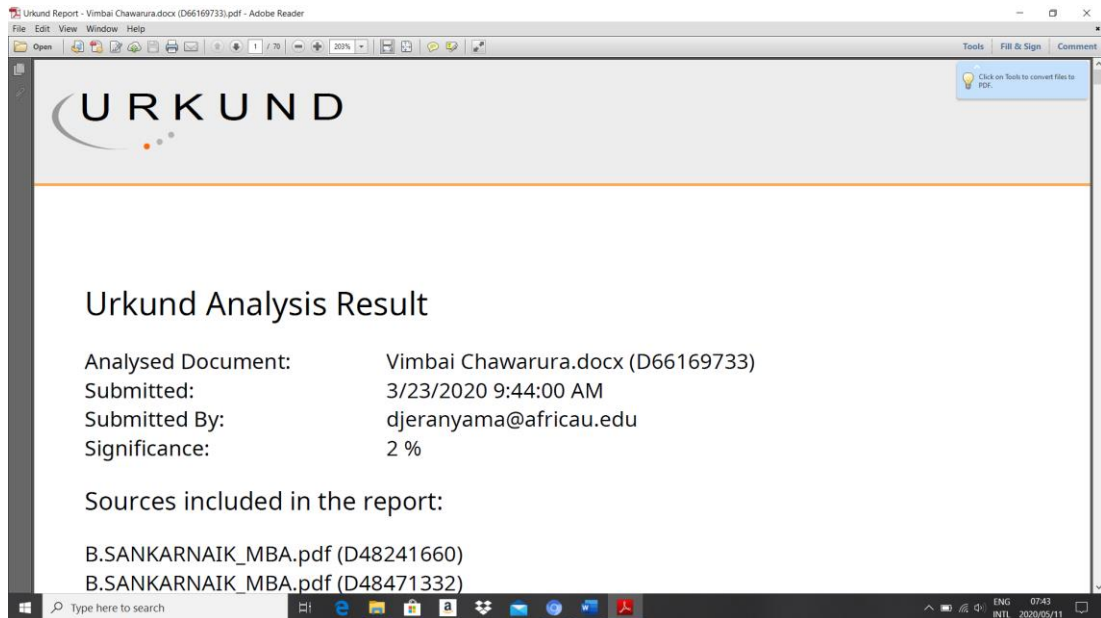 Urkund Report - Vimbai Chawarura.docx (D66169733).pdf - Adobe Reader
File Edit View Window Help
Open 1 / 70 203% Tools Fill & Sign Comment
Click on Tools to convert files to
PDF.
URKUND
Urkund Analysis Result
Analysed Document: Vimbai Chawarura.docx (D66169733)
Submitted: 3/23/2020 9:44:00 AM
Submitted By: djeranyama@africau.edu
Significance: 2 %
Sources included in the report:
B.SANKARNAIK_MBA.pdf (D48241660)
B.SANKARNAIK_MBA.pdf (D48471332)
Type here to search
ENG 07:43
INTL 2020/05/11